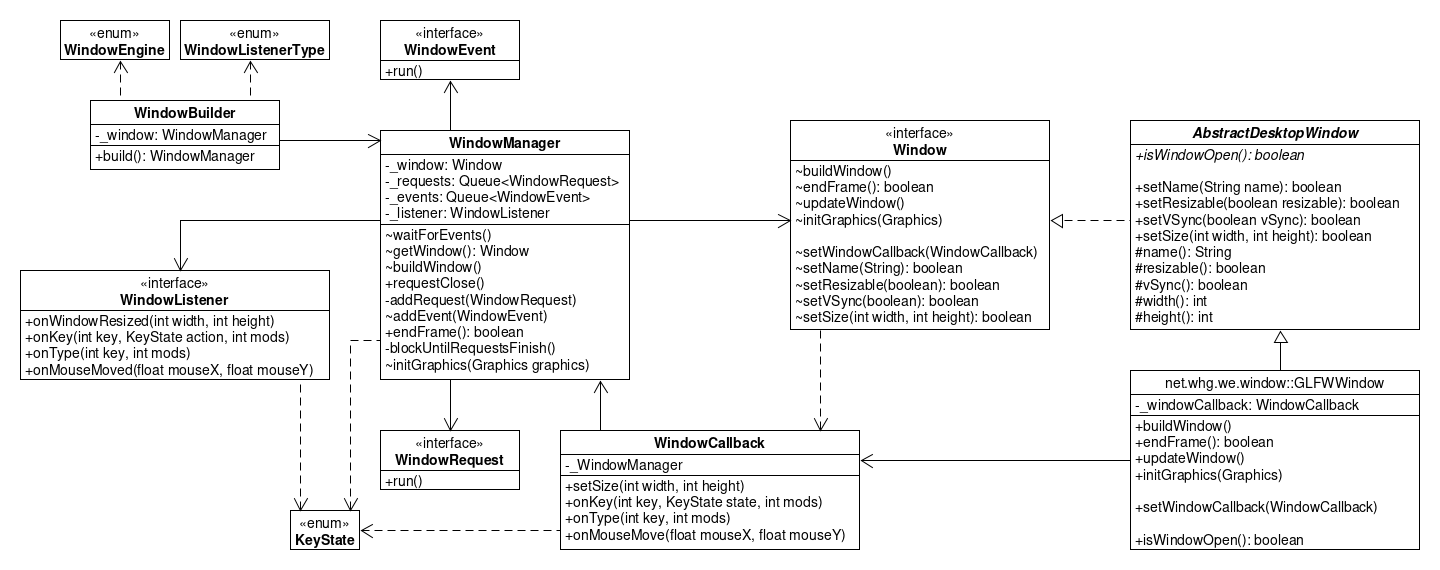 «enum»
WindowEngine
«enum»
WindowListenerType
«interface»
WindowEvent
+run()
WindowBuilder
-_window: WindowManager
+build(): WindowManager
WindowManager
-_window: Window
-_requests: Queue<WindowRequest>
-_events: Queue<WindowEvent>
-_listener: WindowListener
~waitForEvents()
~getWindow(): Window
~buildWindow()
+requestClose()
-addRequest(WindowRequest)
~addEvent(WindowEvent)
+endFrame(): boolean
-blockUntilRequestsFinish()
~initGraphics(Graphics graphics)
«interface»
Window
~buildWindow()
~endFrame(): boolean
~updateWindow()
~initGraphics(Graphics)
~setWindowCallback(WindowCallback)
~setName(String): boolean
~setResizable(boolean): boolean
~setVSync(boolean): boolean
~setSize(int width, int height): boolean
AbstractDesktopWindow
+isWindowOpen(): boolean
+setName(String name): boolean
+setResizable(boolean resizable): boolean
+setVSync(boolean vSync): boolean
+setSize(int width, int height): boolean
#name(): String
#resizable(): boolean
#vSync(): boolean
#width(): int
#height(): int
«interface»
WindowListener
+onWindowResized(int width, int height)
+onKey(int key, KeyState action, int mods)
+onType(int key, int mods)
+onMouseMoved(float mouseX, float mouseY)
«interface»
WindowRequest
+run()
WindowCallback
-_WindowManager
+setSize(int width, int height)
+onKey(int key, KeyState state, int mods)
+onType(int key, int mods)
+onMouseMove(float mouseX, float mouseY)
net.whg.we.window::GLFWWindow
-_windowCallback: WindowCallback
+buildWindow()
+endFrame(): boolean
+updateWindow()
+initGraphics(Graphics)
+setWindowCallback(WindowCallback)
+isWindowOpen(): boolean
«enum»
KeyState